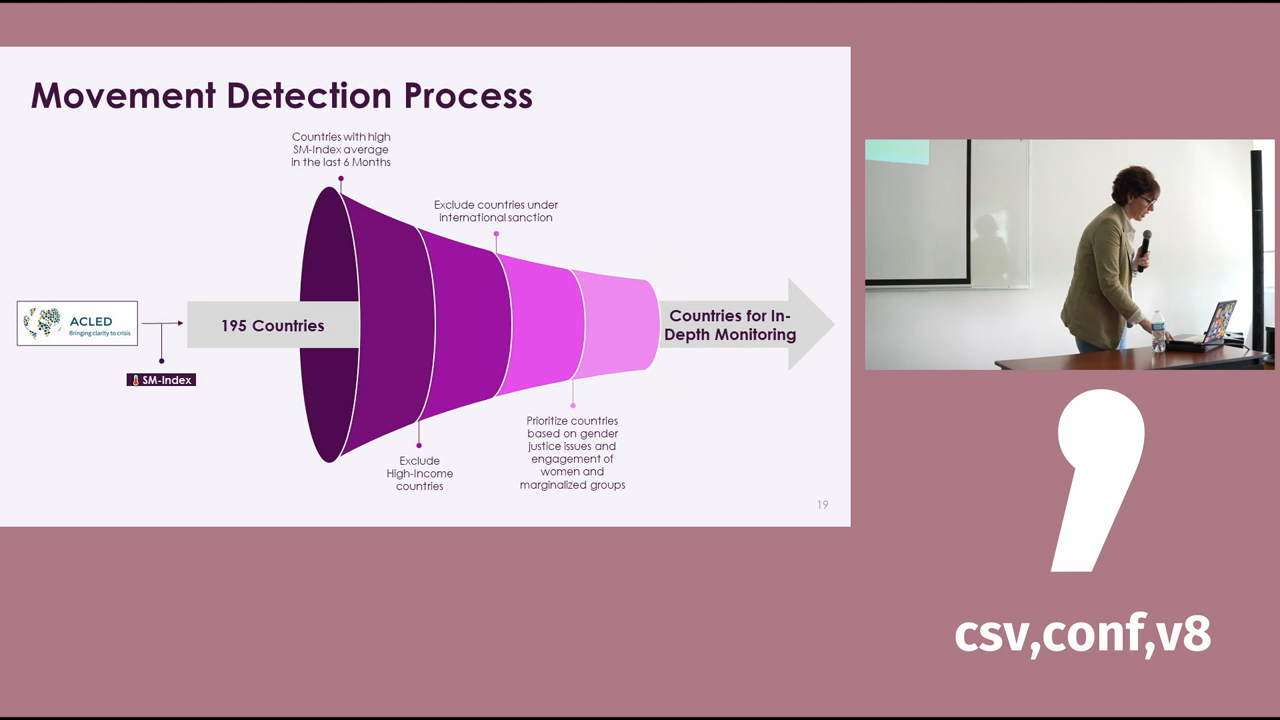 Movement Detection Process
Countries with high
SM-Index average
in the last 6 Months
Exclude countries under
international sanction
ACLED
Bringing clarity to crisis
SM-Index
195 Countries
Countries for In-
Depth Monitoring
Exclude
High-Income
countries
Prioritize countries
based on gender
justice issues and
engagement of
women and
marginalized groups
19
csv,conf,v8